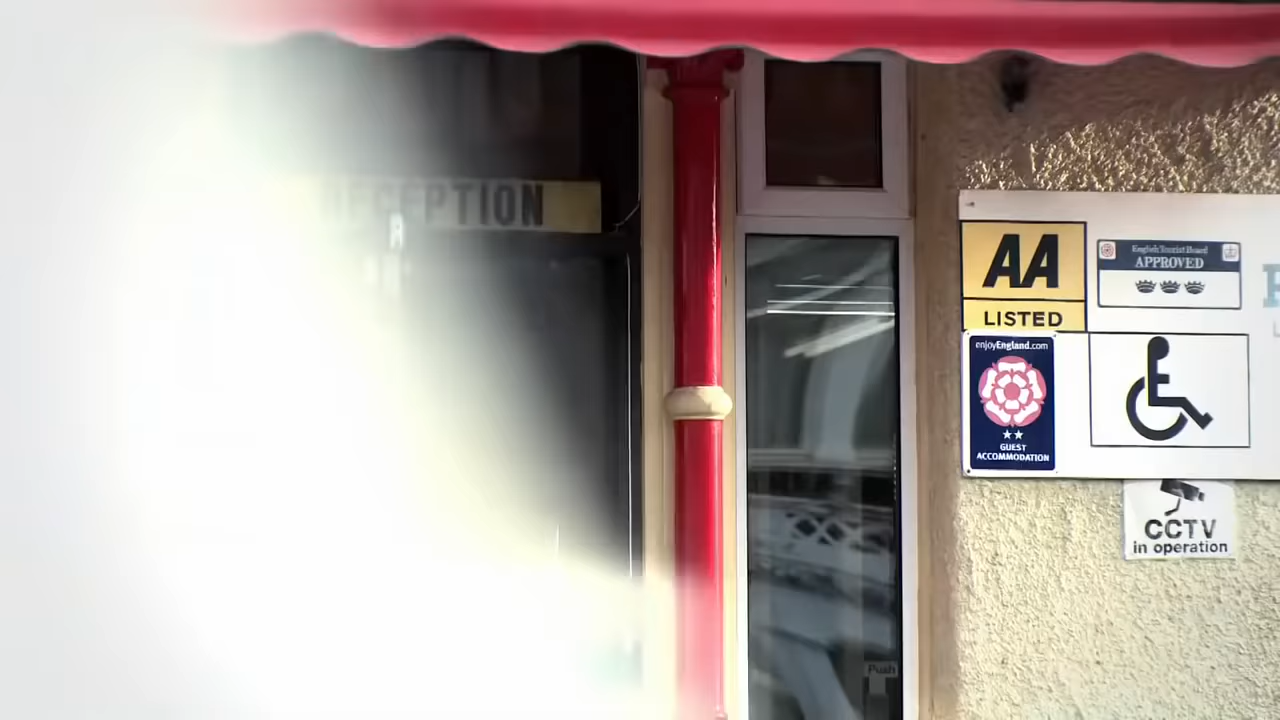 RECEPTION
AA
LISTED
English Tourist Board
APPROVED
enjoyEngland.com
GUEST
ACCOMMODATION
CCTV
in operation
Push